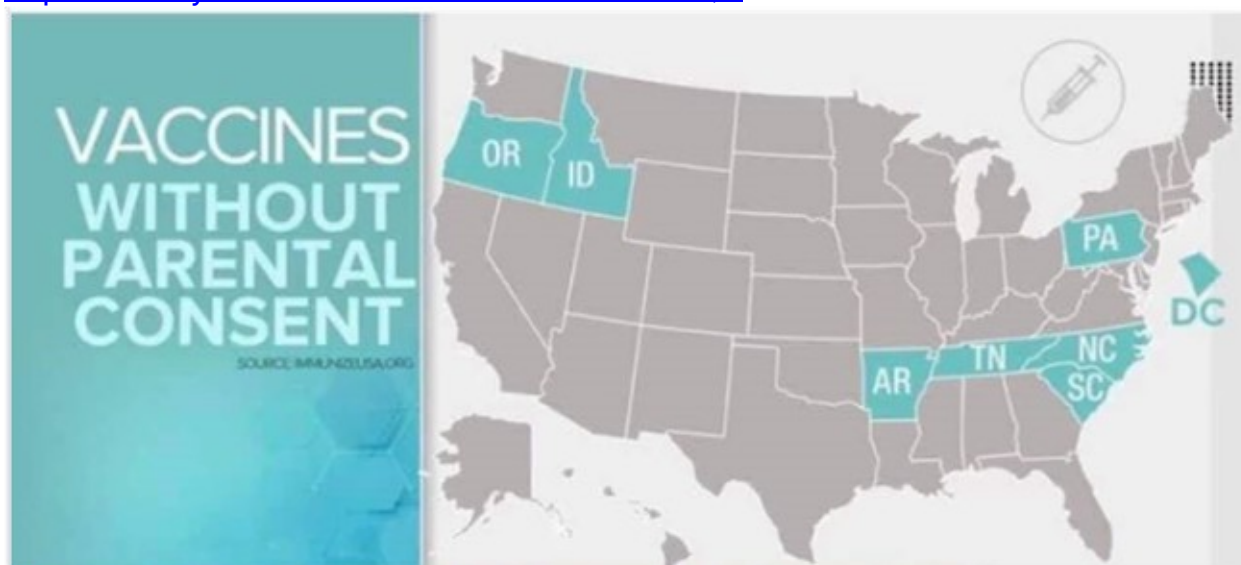 VACCINES
WITHOUT
PARENTAL
CONSENT
SOURCE: IMMUNIZEUSA.ORG
OR
ID
PA
DC
TN
NC
AR
SC